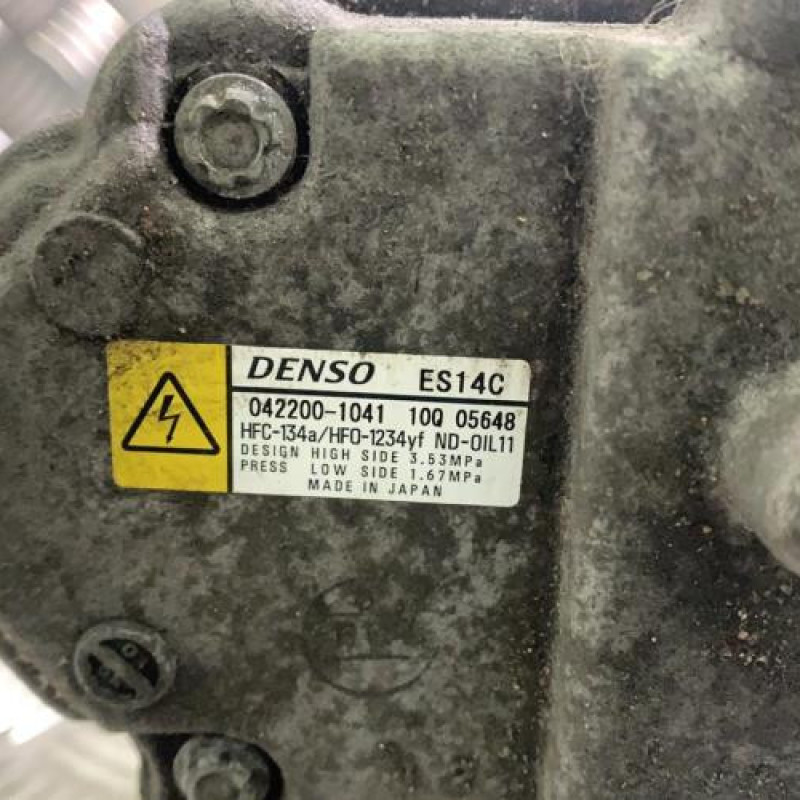 DENSO ES14C
042200-1041 10Q 05648
HFC-134a/HFO-1234yf ND-OIL11
DESIGN HIGH SIDE 3.53MPa
PRESS LOW SIDE 1.67MPa
MADE IN JAPAN